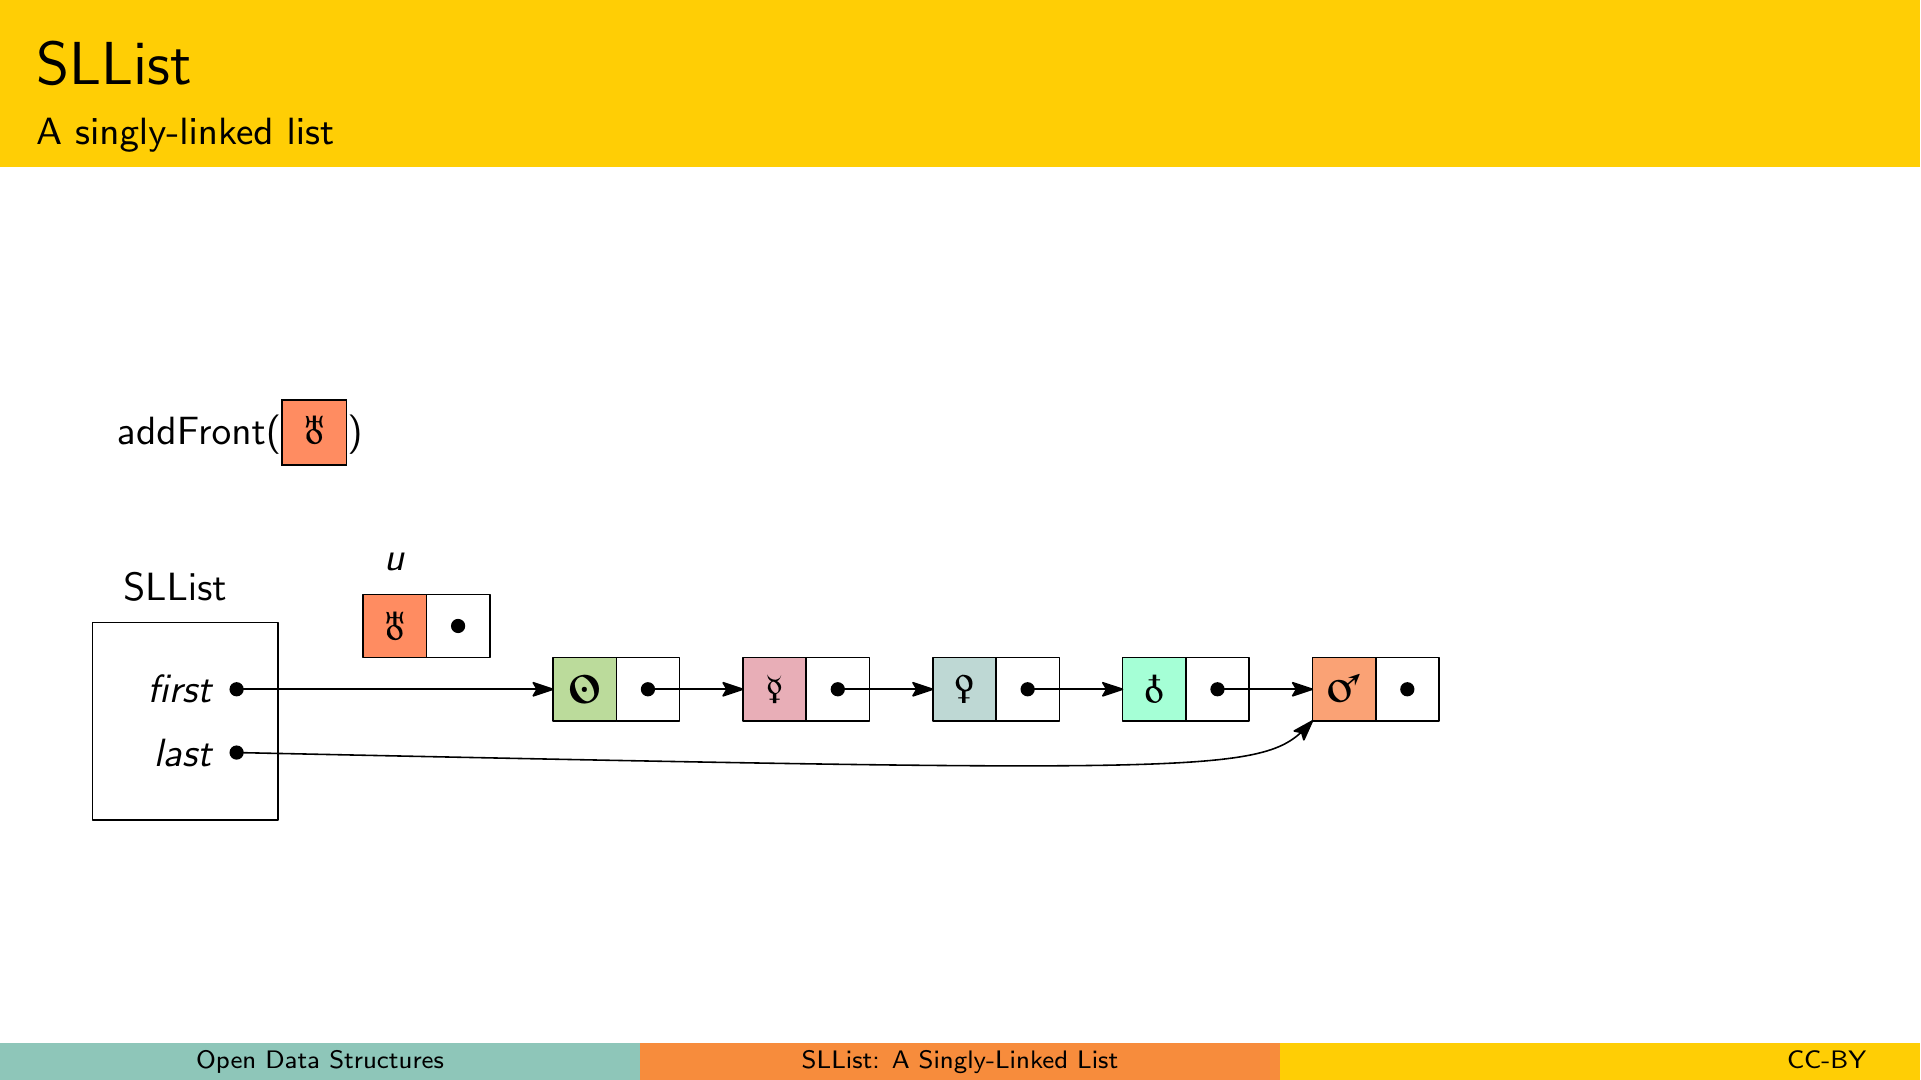 SLList
A singly-linked list
addFront(♅)
u
SLList
♅
first
☉ ☿ ♀ ♁ ♂
last
Open Data Structures
SLList: A Singly-Linked List
CC-BY